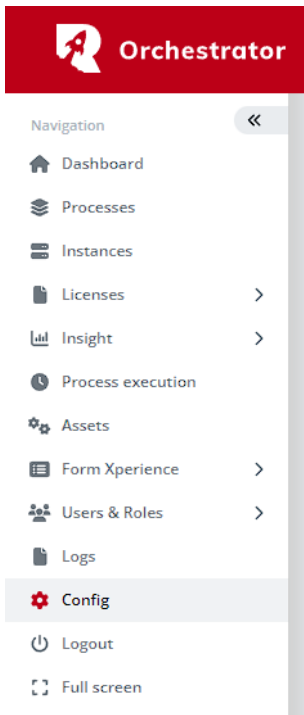 Orchestrator
Navigation
Dashboard
Processes
Instances
Licenses
Insight
Process execution
Assets
Form Xperience
Users & Roles
Logs
Config
Logout
Full screen